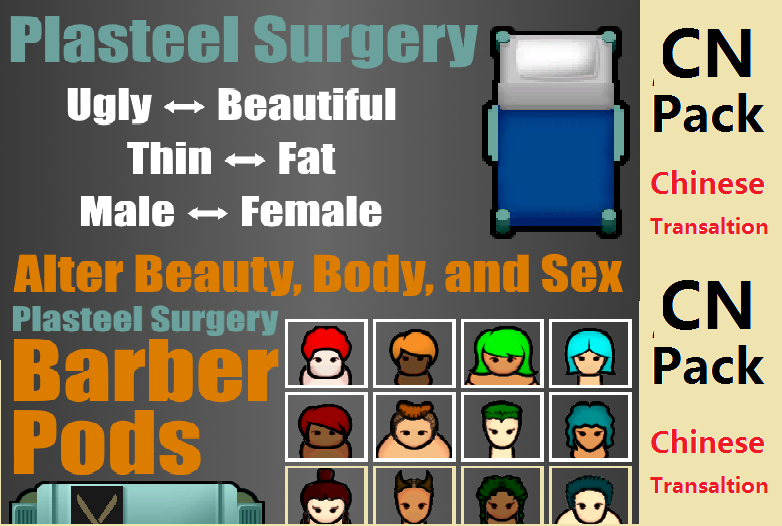 Plasteel Surgery
Ugly ↔ Beautiful
Thin ↔ Fat
Male ↔ Female
Alter Beauty, Body, and Sex
Plasteel Surgery
Barber
Pods
CN
Pack
Chinese
Transaltion
CN
Pack
Chinese
Transaltion